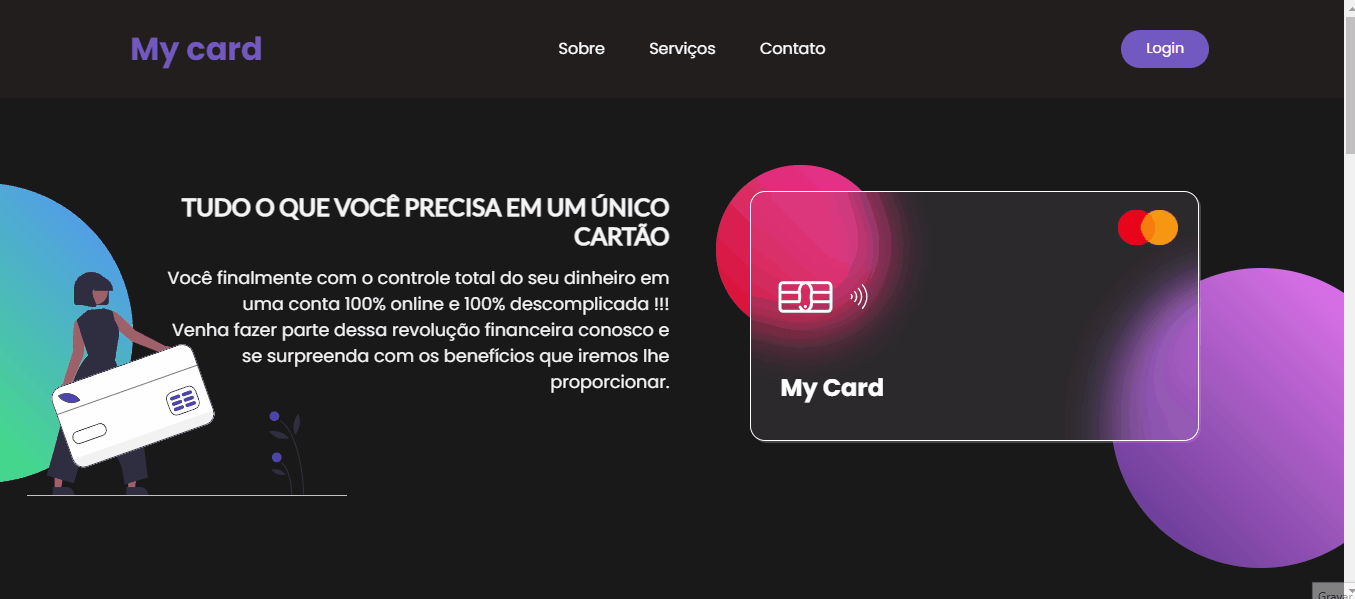 My card
Sobre
Serviços
Contato
Login
TUDO O QUE VOCÊ PRECISA EM UM ÚNICO
CARTÃO
Você finalmente com o controle total do seu dinheiro em
uma conta 100% online e 100% descomplicada !!!
Venha fazer parte dessa revolução financeira conosco e
se surpreenda com os benefícios que iremos lhe
proporcionar.
My Card
Gravar